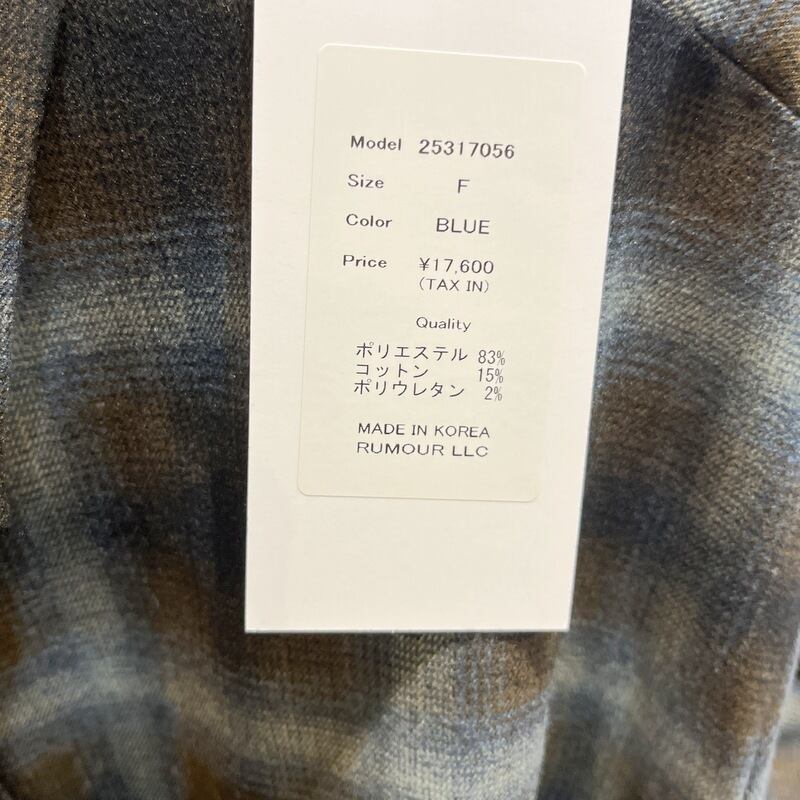 Model 25317056
Size F
Color BLUE
Price ¥17,600
(TAX IN)
Quality
ポリエステル 83%
コットン 15%
ポリウレタン 2%
MADE IN KOREA
RUMOUR LLC